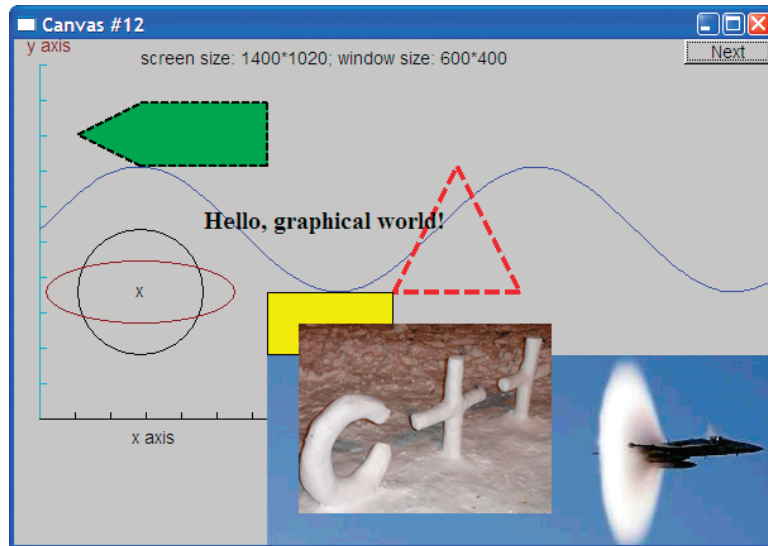 Canvas #12
y axis
screen size: 1400*1020; window size: 600*400
Next
Hello, graphical world!
x
x axis
C++